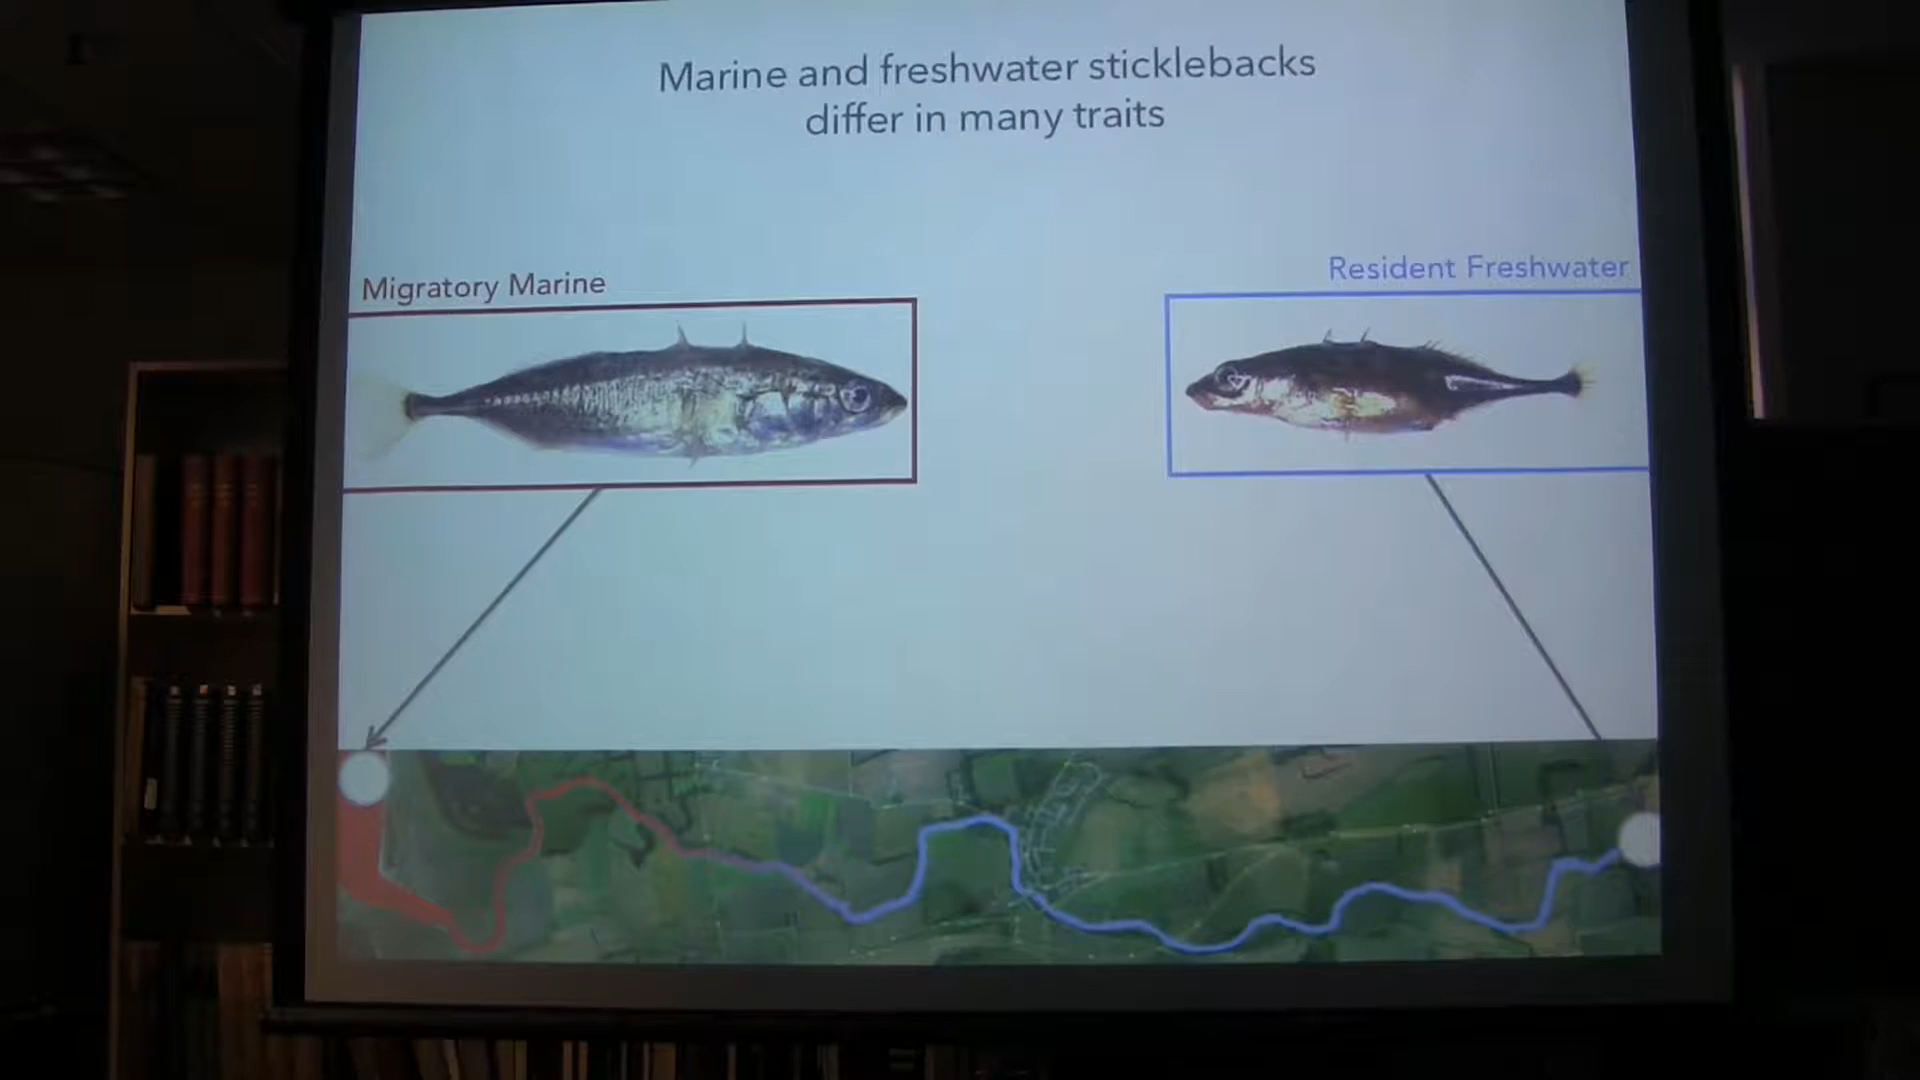 Marine and freshwater sticklebacks
differ in many traits
Migratory Marine
Resident Freshwater